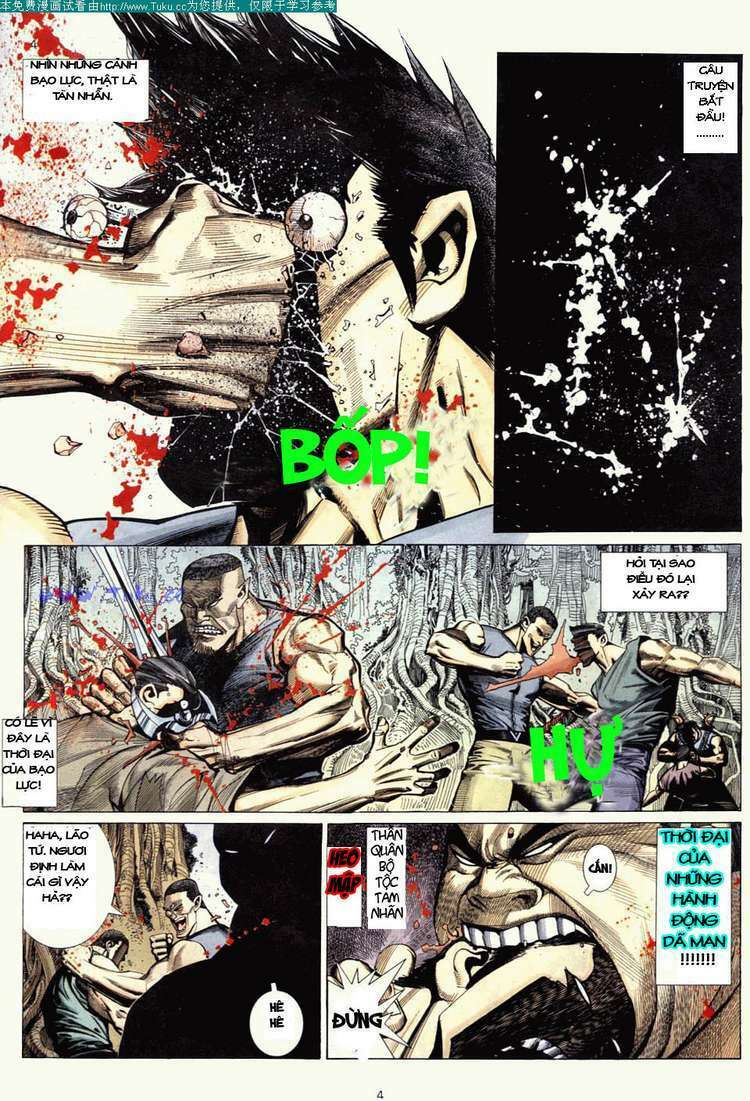 本免费漫画试看由http://www.Tuku.cc为您提供，仅限于学习参考
NHÌN NHỮNG CẢNH
BẠO LỰC, THẬT LÀ
TÀN NHẪN.
CÂU
TRUYỆN
BẮT
ĐẦU!
.........
BỐP!
HỎI TẠI SAO
ĐIỀU ĐÓ LẠI
XẢY RA??
CÓ LẼ VÌ
ĐÂY LÀ
THỜI ĐẠI
CỦA BẠO
LỰC!
HỰ
HAHA, LÃO
TỨ. NGƯƠI
ĐỊNH LÀM
CÁI GÌ VẬY
HẢ??
HÊ
HÊ
HEO
MẬP
THÂN
QUÂN
BỘ
TỘC
TAM
NHÃN
CẮN!
ĐỪNG
THỜI ĐẠI
CỦA
NHỮNG
HÀNH
ĐỘNG
DÃ MAN
!!!!!!!
4